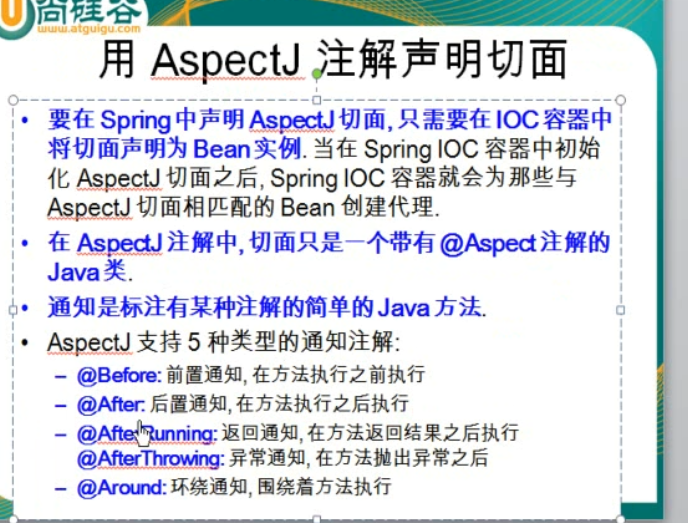 尚硅谷
www.atguigu.com
用 AspectJ 注解声明切面
• 要在 Spring 中声明 AspectJ 切面, 只需要在 IOC 容器中
将切面声明为 Bean 实例. 当在 Spring IOC 容器中初始
化 AspectJ 切面之后, Spring IOC 容器就会为那些与
AspectJ 切面相匹配的 Bean 创建代理.
• 在 AspectJ 注解中, 切面只是一个带有 @Aspect 注解的
Java 类.
• 通知是标注有某种注解的简单的 Java 方法.
• AspectJ 支持 5 种类型的通知注解:
– @Before: 前置通知, 在方法执行之前执行
– @After: 后置通知, 在方法执行之后执行
– @AfterRunning: 返回通知, 在方法返回结果之后执行
@AfterThrowing: 异常通知, 在方法抛出异常之后
– @Around: 环绕通知, 围绕着方法执行